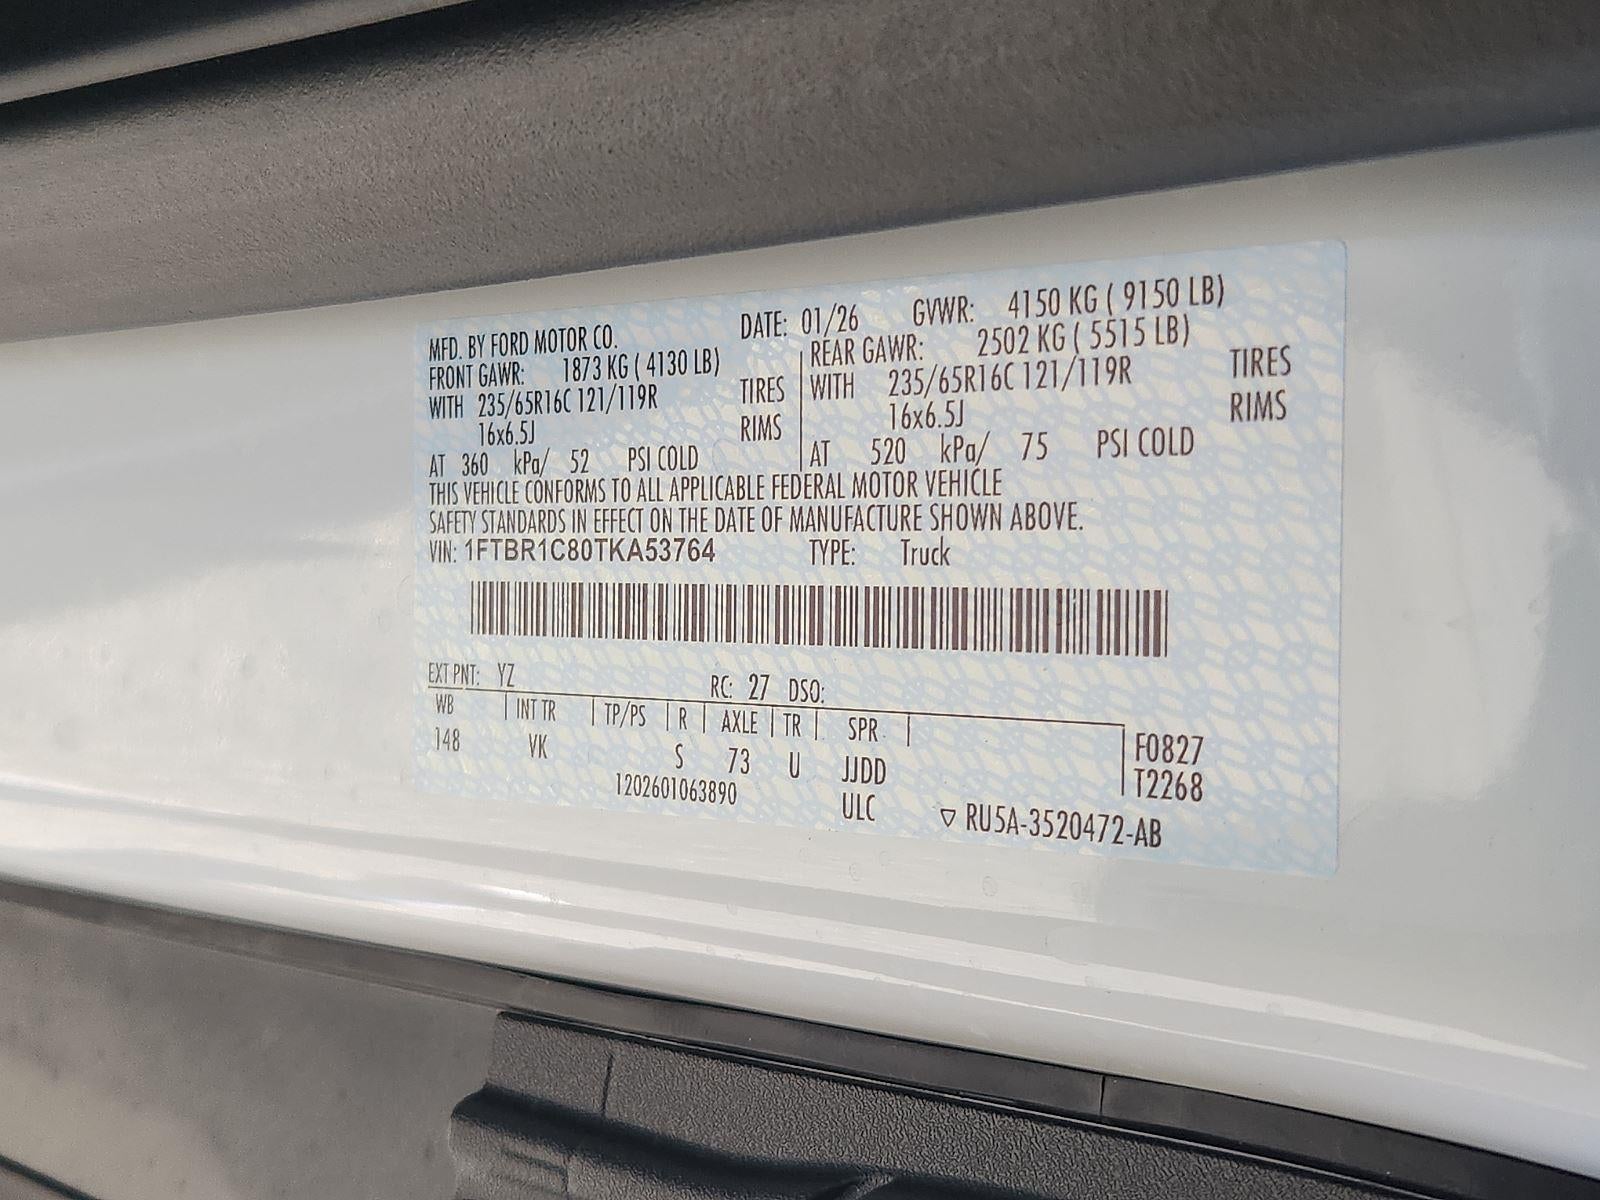 MFD. BY FORD MOTOR CO. DATE: 01/26 GVWR: 4150 KG ( 9150 LB)
FRONT GAWR: 1873 KG ( 4130 LB) REAR GAWR: 2502 KG ( 5515 LB)
WITH 235/65R16C 121/119R TIRES WITH 235/65R16C 121/119R TIRES
16x6.5J RIMS 16x6.5J RIMS
AT 360 kPa/ 52 PSI COLD AT 520 kPa/ 75 PSI COLD
THIS VEHICLE CONFORMS TO ALL APPLICABLE FEDERAL MOTOR VEHICLE
SAFETY STANDARDS IN EFFECT ON THE DATE OF MANUFACTURE SHOWN ABOVE.
VIN: 1FTBR1C80TKA53764 TYPE: Truck
EXT PNT: YZ RC: 27 DSO:
WB INT TR TP/PS R AXLE TR SPR
148 VK S 73 U JJDD F0827
1202601063890 ULC T2268
RU5A-3520472-AB